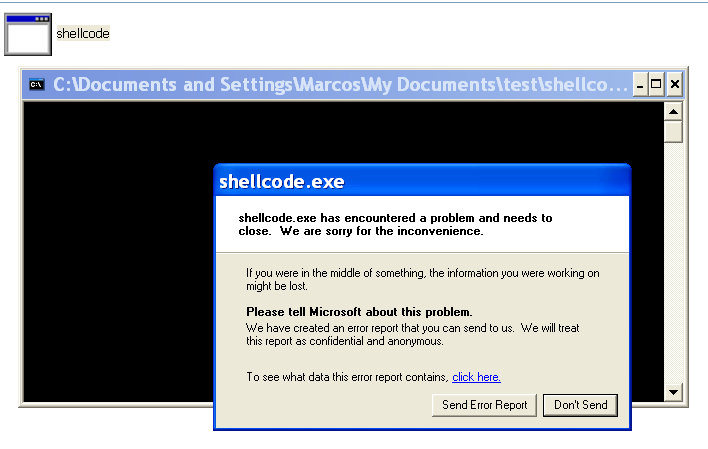 shellcode
C:\Documents and Settings\Marcos\My Documents\test\shellco...
shellcode.exe
shellcode.exe has encountered a problem and needs to
close. We are sorry for the inconvenience.
If you were in the middle of something, the information you were working on
might be lost.
Please tell Microsoft about this problem.
We have created an error report that you can send to us. We will treat
this report as confidential and anonymous.
To see what data this error report contains, click here.
Send Error Report
Don't Send